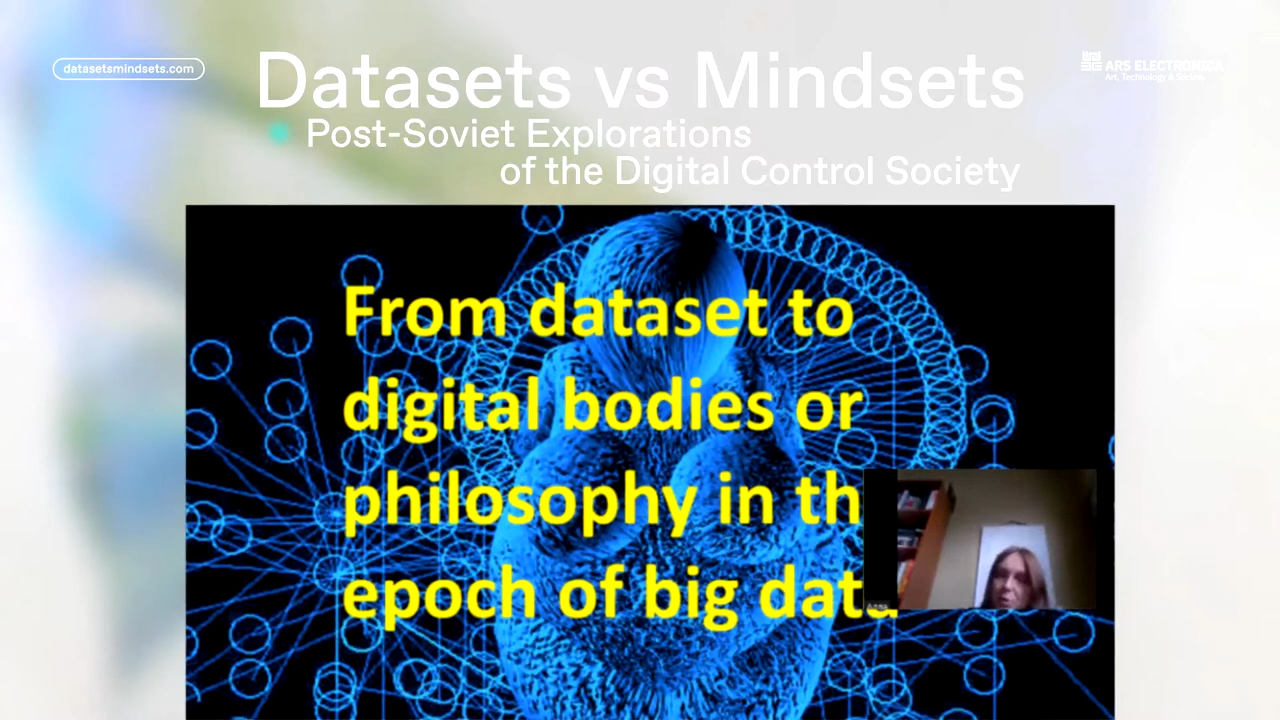 datasetsmindsets.com
Datasets vs Mindsets
ARS ELECTRONICA
Art, Technology & Society
Post-Soviet Explorations
of the Digital Control Society
From dataset to
digital bodies or
philosophy in th
epoch of big data